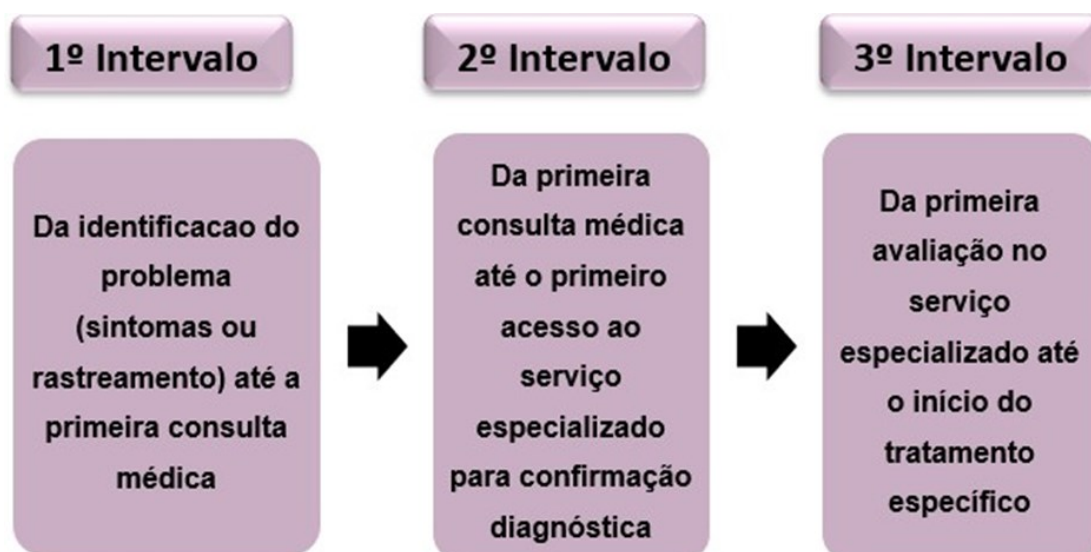 1º Intervalo
Da identificacao do
problema
(sintomas ou
rastreamento) até a
primeira consulta
médica
2º Intervalo
Da primeira
consulta médica
até o primeiro
acesso ao
serviço
especializado
para confirmação
diagnóstica
3º Intervalo
Da primeira
avaliação no
serviço
especializado até
o início do
tratamento
específico